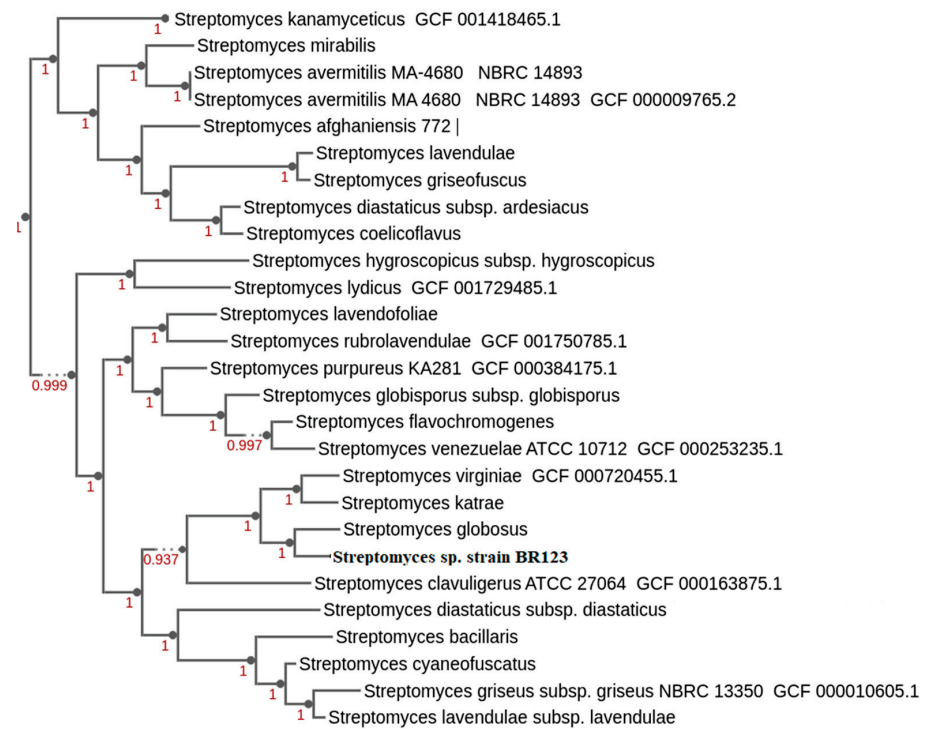 Streptomyces kanamyceticus GCF 001418465.1
1
Streptomyces mirabilis
1
1
Streptomyces avermitilis MA-4680 NBRC 14893
1
Streptomyces avermitilis MA 4680 NBRC 14893 GCF 000009765.2
1
Streptomyces afghaniensis 772 |
Streptomyces lavendulae
1
1
Streptomyces griseofuscus
1
Streptomyces diastaticus subsp. ardesiacus
1
1
Streptomyces coelicoflavus
Streptomyces hygroscopicus subsp. hygroscopicus
1
Streptomyces lydicus GCF 001729485.1
Streptomyces lavendofoliae
1
Streptomyces rubrolavendulae GCF 001750785.1
1
Streptomyces purpureus KA281 GCF 000384175.1
0.999
Streptomyces globisporus subsp. globisporus
1
Streptomyces flavochromogenes
1
0.997
Streptomyces venezuelae ATCC 10712 GCF 000253235.1
Streptomyces virginiae GCF 000720455.1
1
1
Streptomyces katrae
1
Streptomyces globosus
1
0.937
Streptomyces sp. strain BR123
Streptomyces clavuligerus ATCC 27064 GCF 000163875.1
1
Streptomyces diastaticus subsp. diastaticus
Streptomyces bacillaris
1
Streptomyces cyaneofuscatus
1
1
Streptomyces griseus subsp. griseus NBRC 13350 GCF 000010605.1
1
Streptomyces lavendulae subsp. lavendulae